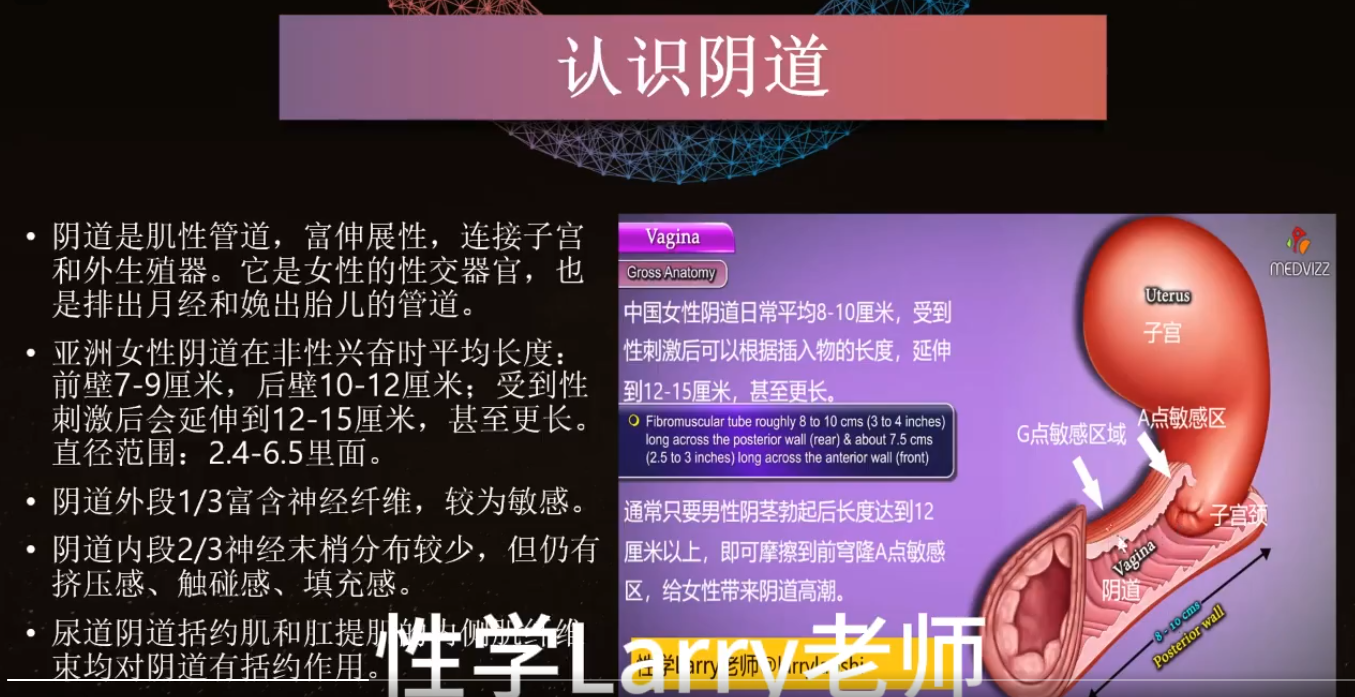 认识阴道
• 阴道是肌性管道，富伸展性，连接子宫
和外生殖器。它是女性的性交器官，也
是排出月经和娩出胎儿的管道。
• 亚洲女性阴道在非性兴奋时平均长度：
前壁7-9厘米，后壁10-12厘米；受到性
刺激后会延伸到12-15厘米，甚至更长。
直径范围：2.4-6.5里面。
• 阴道外段1/3富含神经纤维，较为敏感。
• 阴道内段2/3神经末梢分布较少，但仍有
挤压感、触碰感、填充感。
• 尿道阴道括约肌和肛提肌
束均对阴道有括约作用。
Vagina
Gross Anatomy
中国女性阴道日常平均8-10厘米，受到
性刺激后可以根据插入物的长度，延伸
到12-15厘米，甚至更长。
Fibromuscular tube roughly 8 to 10 cms (3 to 4 inches)
long across the posterior wall (rear) & about 7.5 cms
(2.5 to 3 inches) long across the anterior wall (front)
通常只要男性阴茎勃起后长度达到12
厘米以上，即可摩擦到前穹隆A点敏感
区，给女性带来阴道高潮。
MEDVIZZ
Uterus
子宫
A点敏感区
G点敏感区域
子宫颈
Vagina
阴道
8 - 10 cms
Posterior wall
性学Larry老师
性学Larry老师